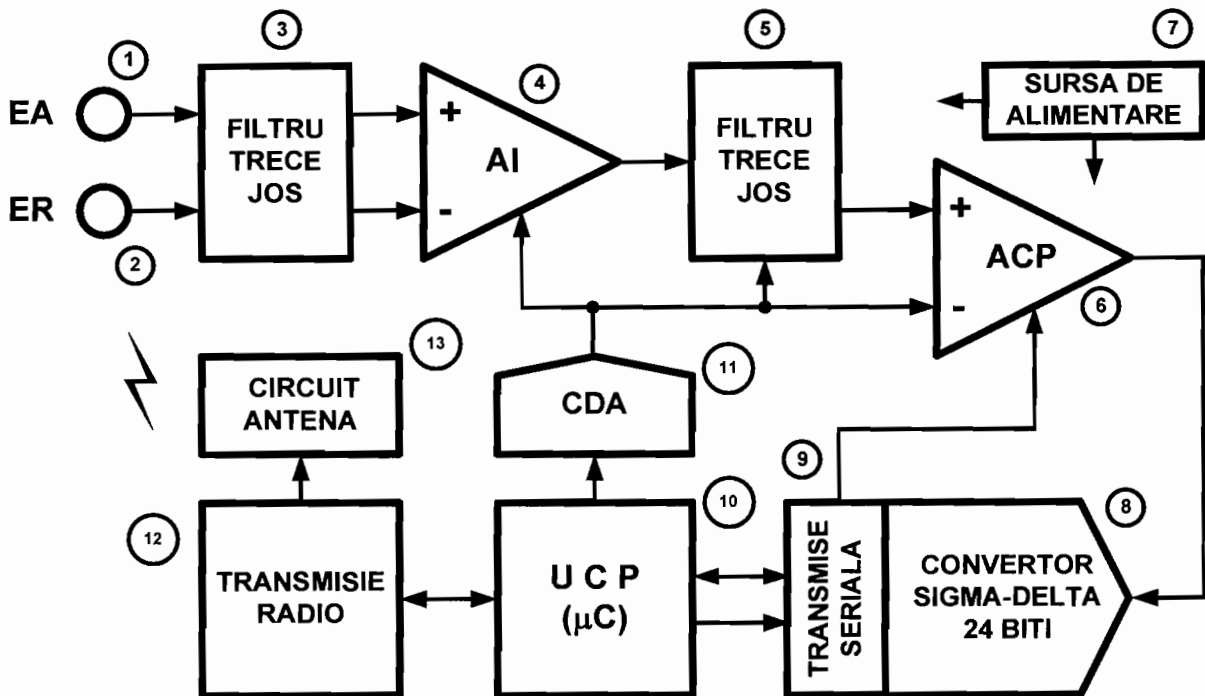 1
3
5
7
EA
FILTRU
TRECE
JOS
+
AI
-
4
FILTRU
TRECE
JOS
SURSA DE
ALIMENTARE
ER
2
+
ACP
-
6
13
CIRCUIT
ANTENA
11
CDA
9
10
8
12
TRANSMISIE
RADIO
U C P
(µC)
TRANSMISE
SERIALA
CONVERTOR
SIGMA-DELTA
24 BITI